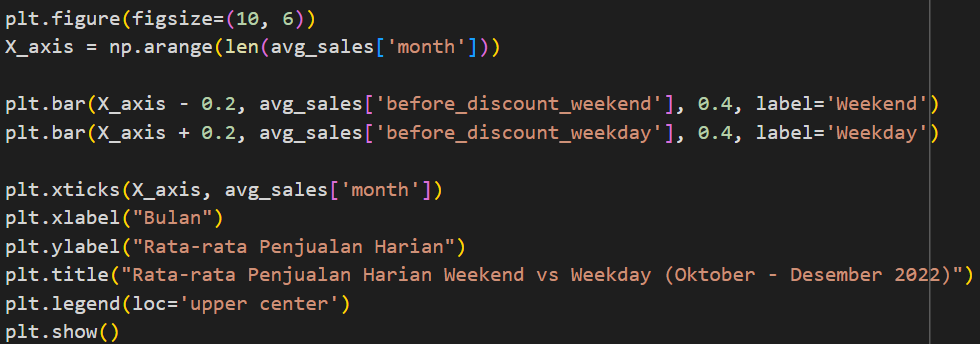 plt.figure(figsize=(10, 6))
X_axis = np.arange(len(avg_sales['month']))
plt.bar(X_axis - 0.2, avg_sales['before_discount_weekend'], 0.4, label='Weekend')
plt.bar(X_axis + 0.2, avg_sales['before_discount_weekday'], 0.4, label='Weekday')
plt.xticks(X_axis, avg_sales['month'])
plt.xlabel("Bulan")
plt.ylabel("Rata-rata Penjualan Harian")
plt.title("Rata-rata Penjualan Harian Weekend vs Weekday (Oktober - Desember 2022)")
plt.legend(loc='upper center')
plt.show()